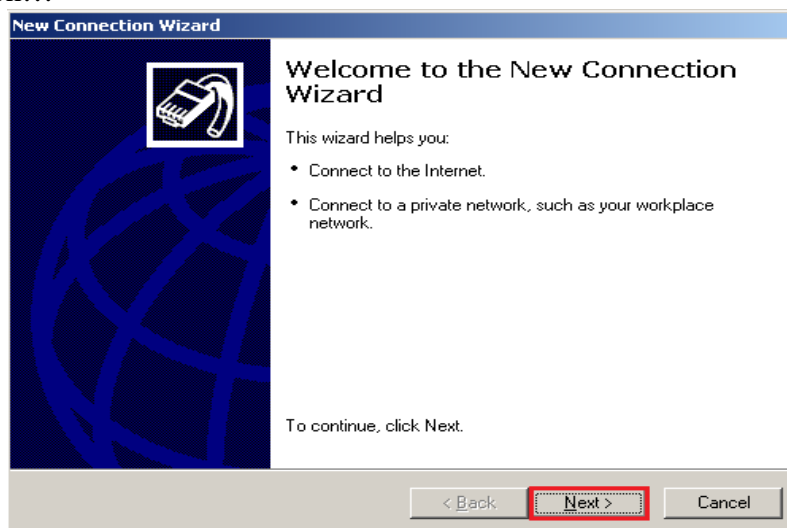 New Connection Wizard
Welcome to the New Connection
Wizard
This wizard helps you:
• Connect to the Internet.
• Connect to a private network, such as your workplace
network.
To continue, click Next.
< Back
Next >
Cancel